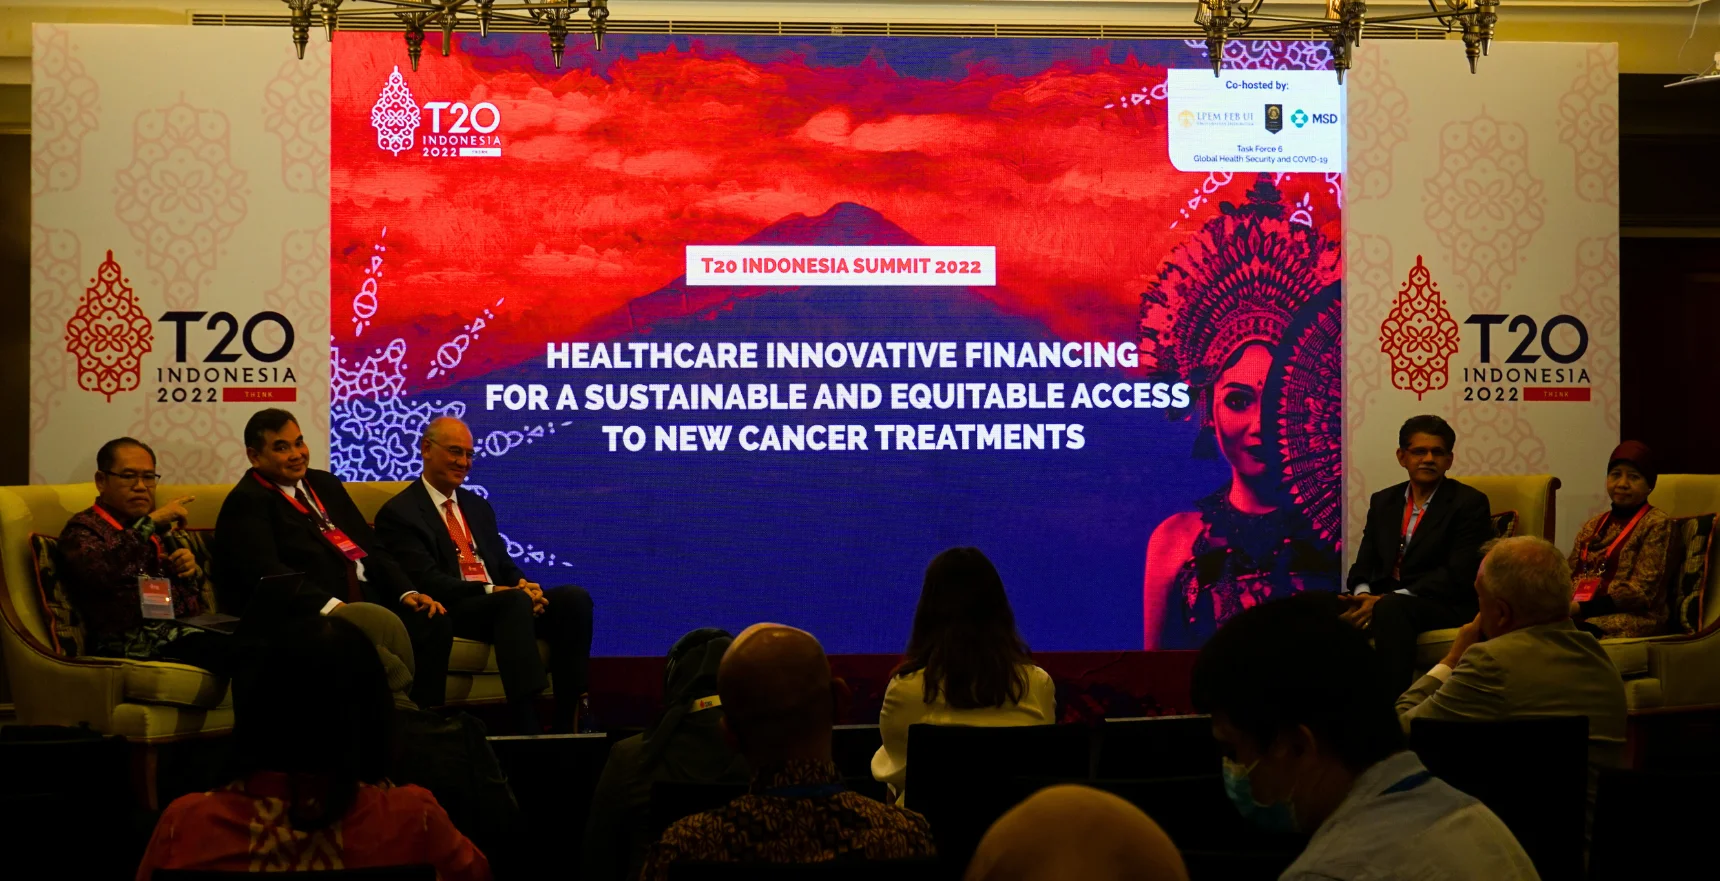 T20
INDONESIA
2022 THINK
Co-hosted by:
LPEM FEB UI
MSD
Task Force 6
Global Health Security and COVID-19
T20 INDONESIA SUMMIT 2022
HEALTHCARE INNOVATIVE FINANCING
FOR A SUSTAINABLE AND EQUITABLE ACCESS
TO NEW CANCER TREATMENTS
T20
INDONESIA
2022 THINK
T20
INDONESIA
2022 THINK